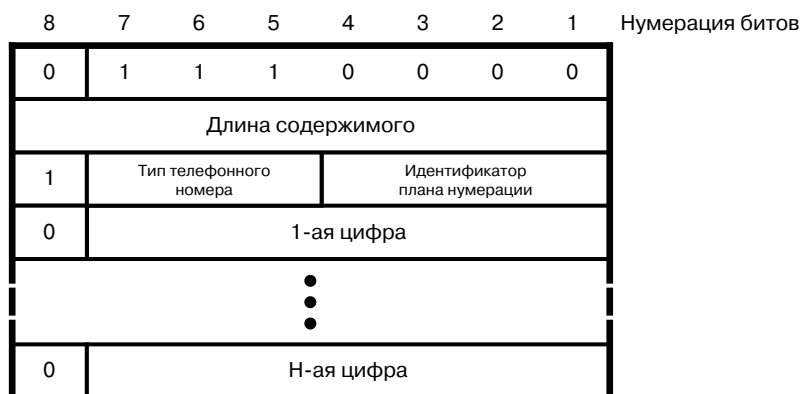 8 7 6 5 4 3 2 1 Нумерация битов
0 1 1 1 0 0 0 0
Длина содержимого
1 Тип телефонного номера Идентификатор плана нумерации
0 1-ая цифра
0 Н-ая цифра